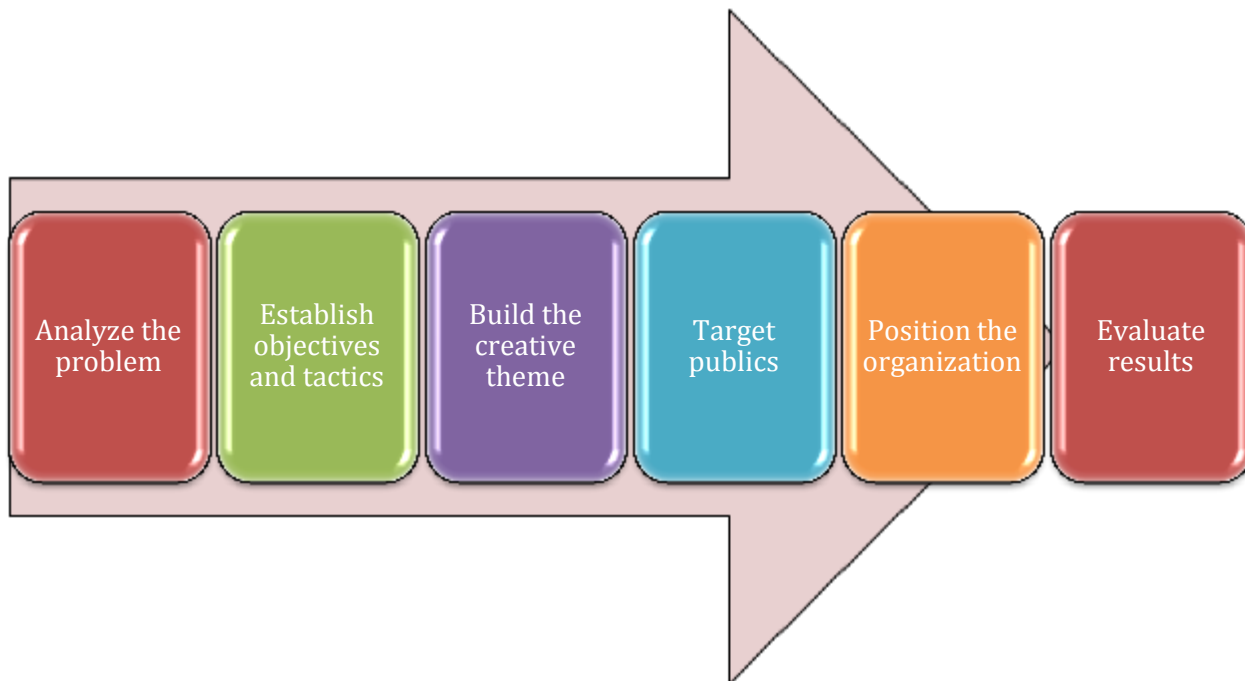 Analyze the
problem
Establish
objectives
and tactics
Build the
creative
theme
Target
publics
Position the
organization
Evaluate
results